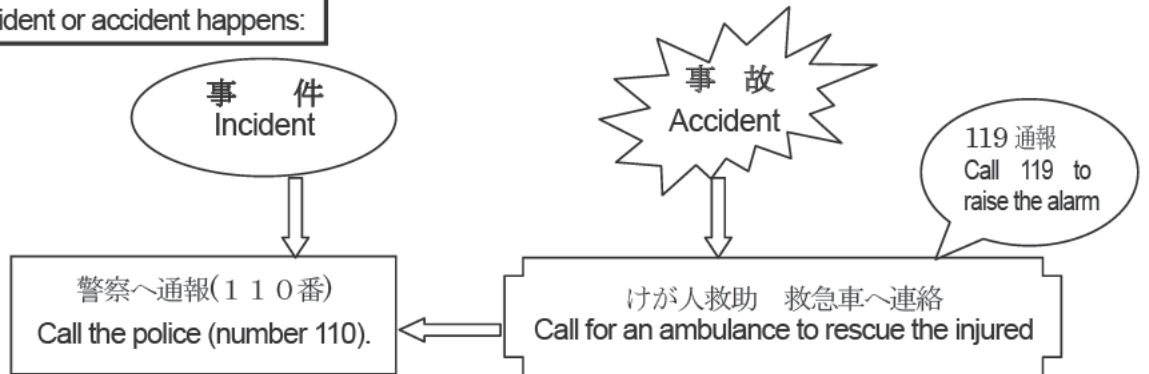 ident or accident happens:
事 件
Incident
事 故
Accident
119 通報
Call 119 to
raise the alarm
警察へ通報(１１０番)
Call the police (number 110).
けが人救助 救急車へ連絡
Call for an ambulance to rescue the injured